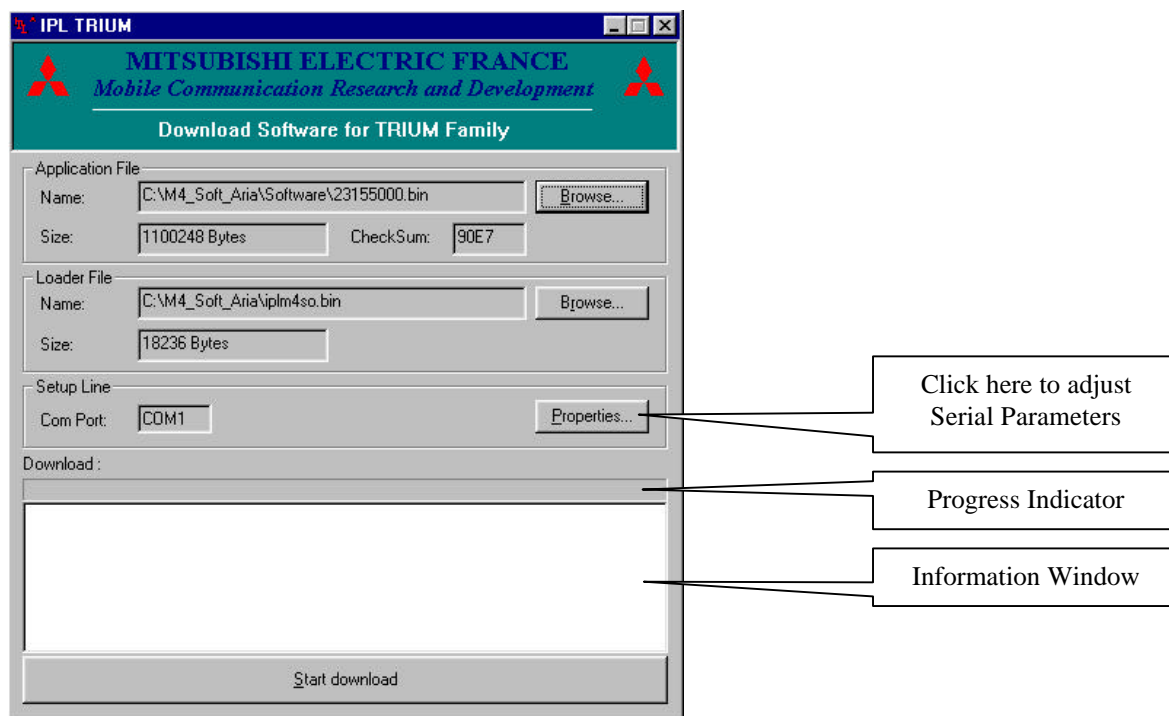 IPL TRIUM
MITSUBISHI ELECTRIC FRANCE
Mobile Communication Research and Development
Download Software for TRIUM Family
Application File
Name: C:\M4_Soft_Aria\Software\23155000.bin Browse...
Size: 1100248 Bytes CheckSum: 90E7
Loader File
Name: C:\M4_Soft_Aria\iplm4so.bin Browse...
Size: 18236 Bytes
Setup Line
Com Port: COM1 Properties...
Click here to adjust
Serial Parameters
Download :
Progress Indicator
Information Window
Start download